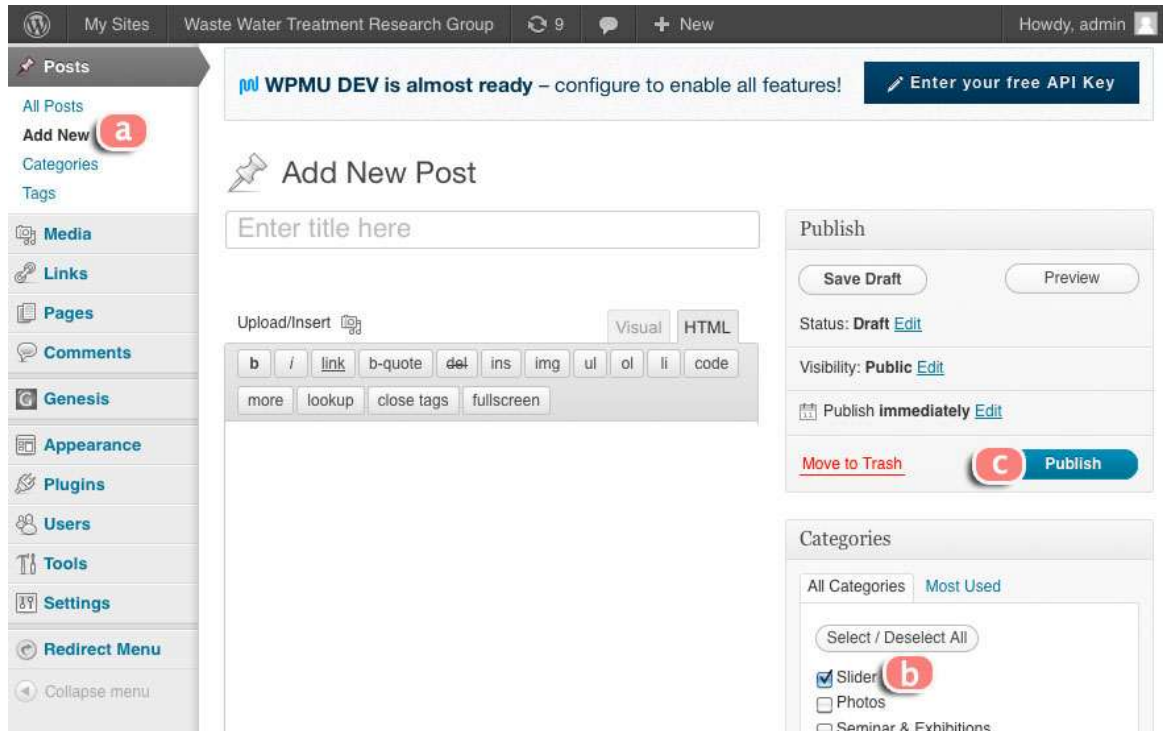 My Sites Waste Water Treatment Research Group 9 + New Howdy, admin
Posts
All Posts
Add New a
Categories
Tags
Media
Links
Pages
Comments
Genesis
Appearance
Plugins
Users
Tools
Settings
Redirect Menu
Collapse menu
WPMU DEV is almost ready – configure to enable all features! Enter your free API Key
Add New Post
Enter title here
Upload/Insert Visual HTML
b i link b-quote del ins img ul ol li code
more lookup close tags fullscreen
Publish
Save Draft Preview
Status: Draft Edit
Visibility: Public Edit
11 Publish immediately Edit
Move to Trash c Publish
Categories
All Categories Most Used
Select / Deselect All
Slider b
Photos
Seminar & Exhibitions